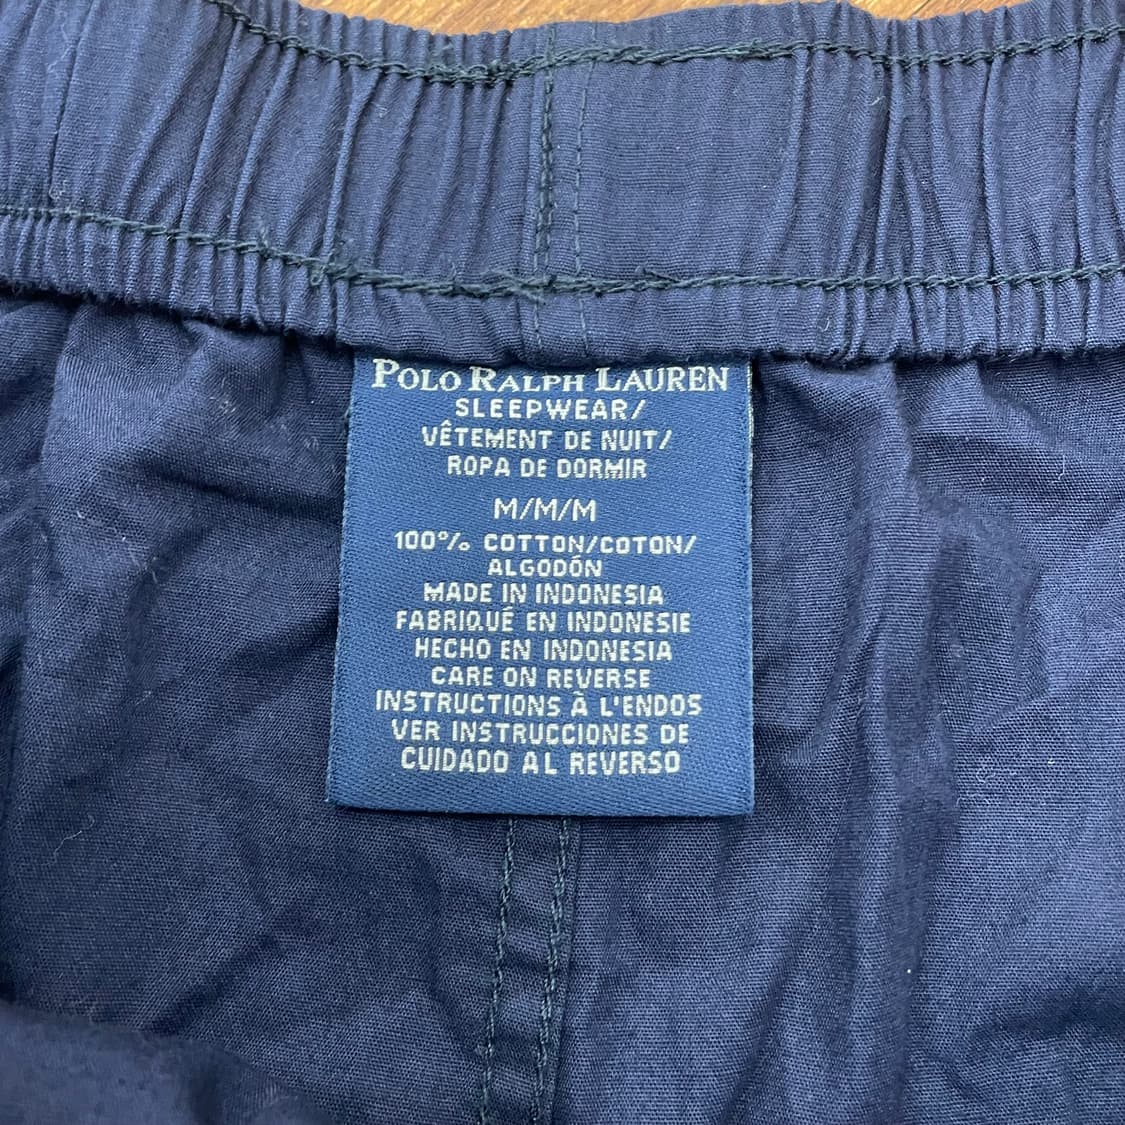 POLO RALPH LAUREN
SLEEPWEAR/
VÊTEMENT DE NUIT/
ROPA DE DORMIR
M/M/M
100% COTTON/COTON/
ALGODÓN
MADE IN INDONESIA
FABRIQUÉ EN INDONESIE
HECHO EN INDONESIA
CARE ON REVERSE
INSTRUCTIONS À L'ENDOS
VER INSTRUCCIONES DE
CUIDADO AL REVERSO